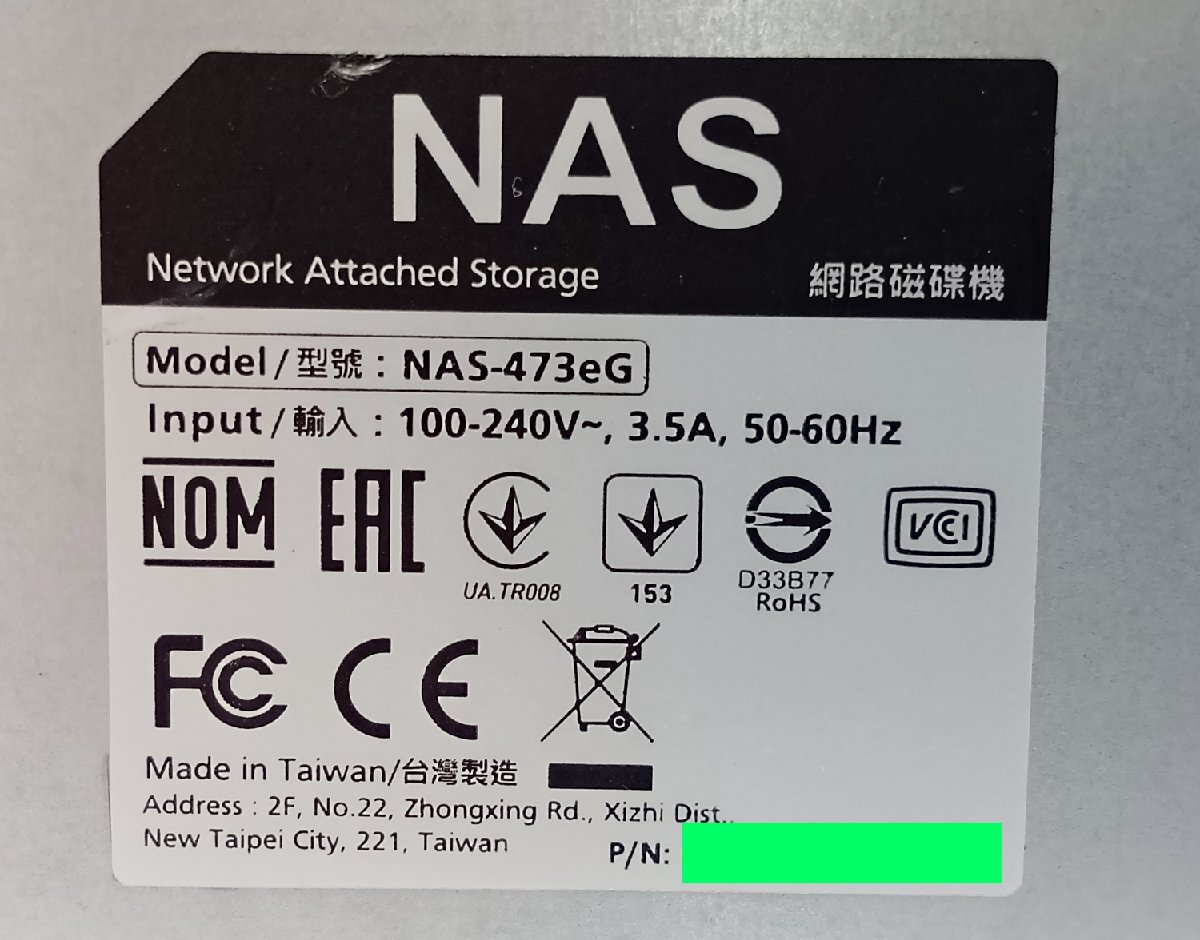 NAS
Network Attached Storage 網路磁碟機
Model/型號：NAS-473eG
Input/輸入：100-240V~, 3.5A, 50-60Hz
NOM EAC VCCI
UA.TR008 153 D33B77
RoHS
FC CE
Made in Taiwan/台灣製造
Address : 2F, No.22, Zhongxing Rd., Xizhi Dist.,
New Taipei City, 221, Taiwan
P/N: